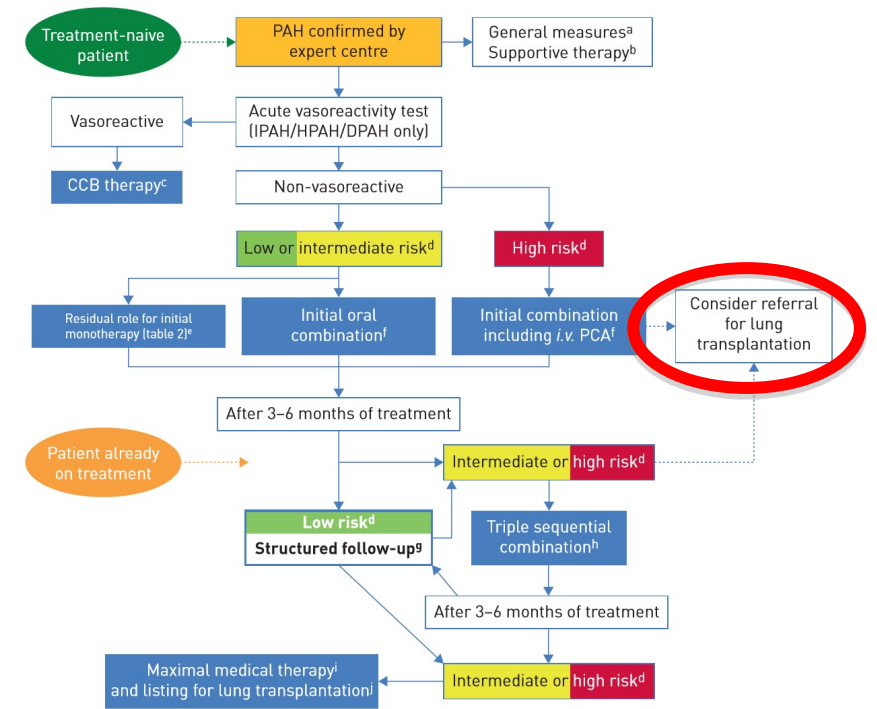 Treatment-naive
patient
PAH confirmed by
expert centre
General measuresᵃ
Supportive therapyᵇ
Vasoreactive
Acute vasoreactivity test
(IPAH/HPAH/DPAH only)
CCB therapyᶜ
Non-vasoreactive
Low or intermediate riskᵈ
High riskᵈ
Residual role for initial
monotherapy (table 2)ᵉ
Initial oral
combinationᶠ
Initial combination
including i.v. PCAᶠ
Consider referral
for lung
transplantation
After 3–6 months of treatment
Patient already
on treatment
Intermediate or high riskᵈ
Low riskᵈ
Structured follow-upᵍ
Triple sequential
combinationʰ
After 3–6 months of treatment
Maximal medical therapyⁱ
and listing for lung transplantationʲ
Intermediate or high riskᵈ